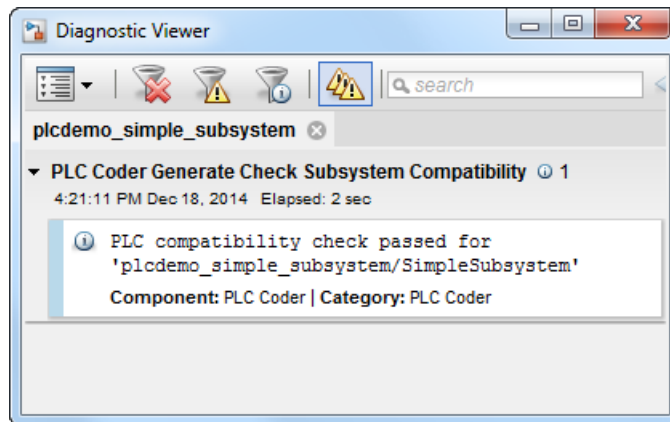 Diagnostic Viewer
search
plcdemo_simple_subsystem
PLC Coder Generate Check Subsystem Compatibility 1
4:21:11 PM Dec 18, 2014 Elapsed: 2 sec
PLC compatibility check passed for
'plcdemo_simple_subsystem/SimpleSubsystem'
Component: PLC Coder | Category: PLC Coder